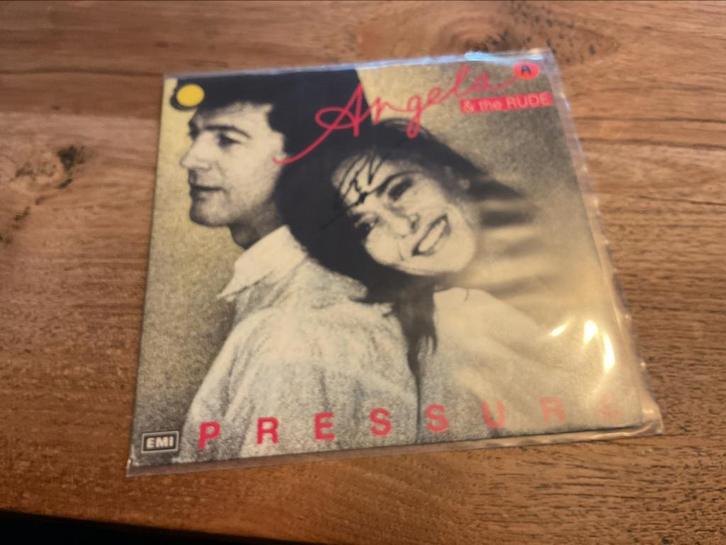 Angela
& the RUDE
EMI
PRESSURE